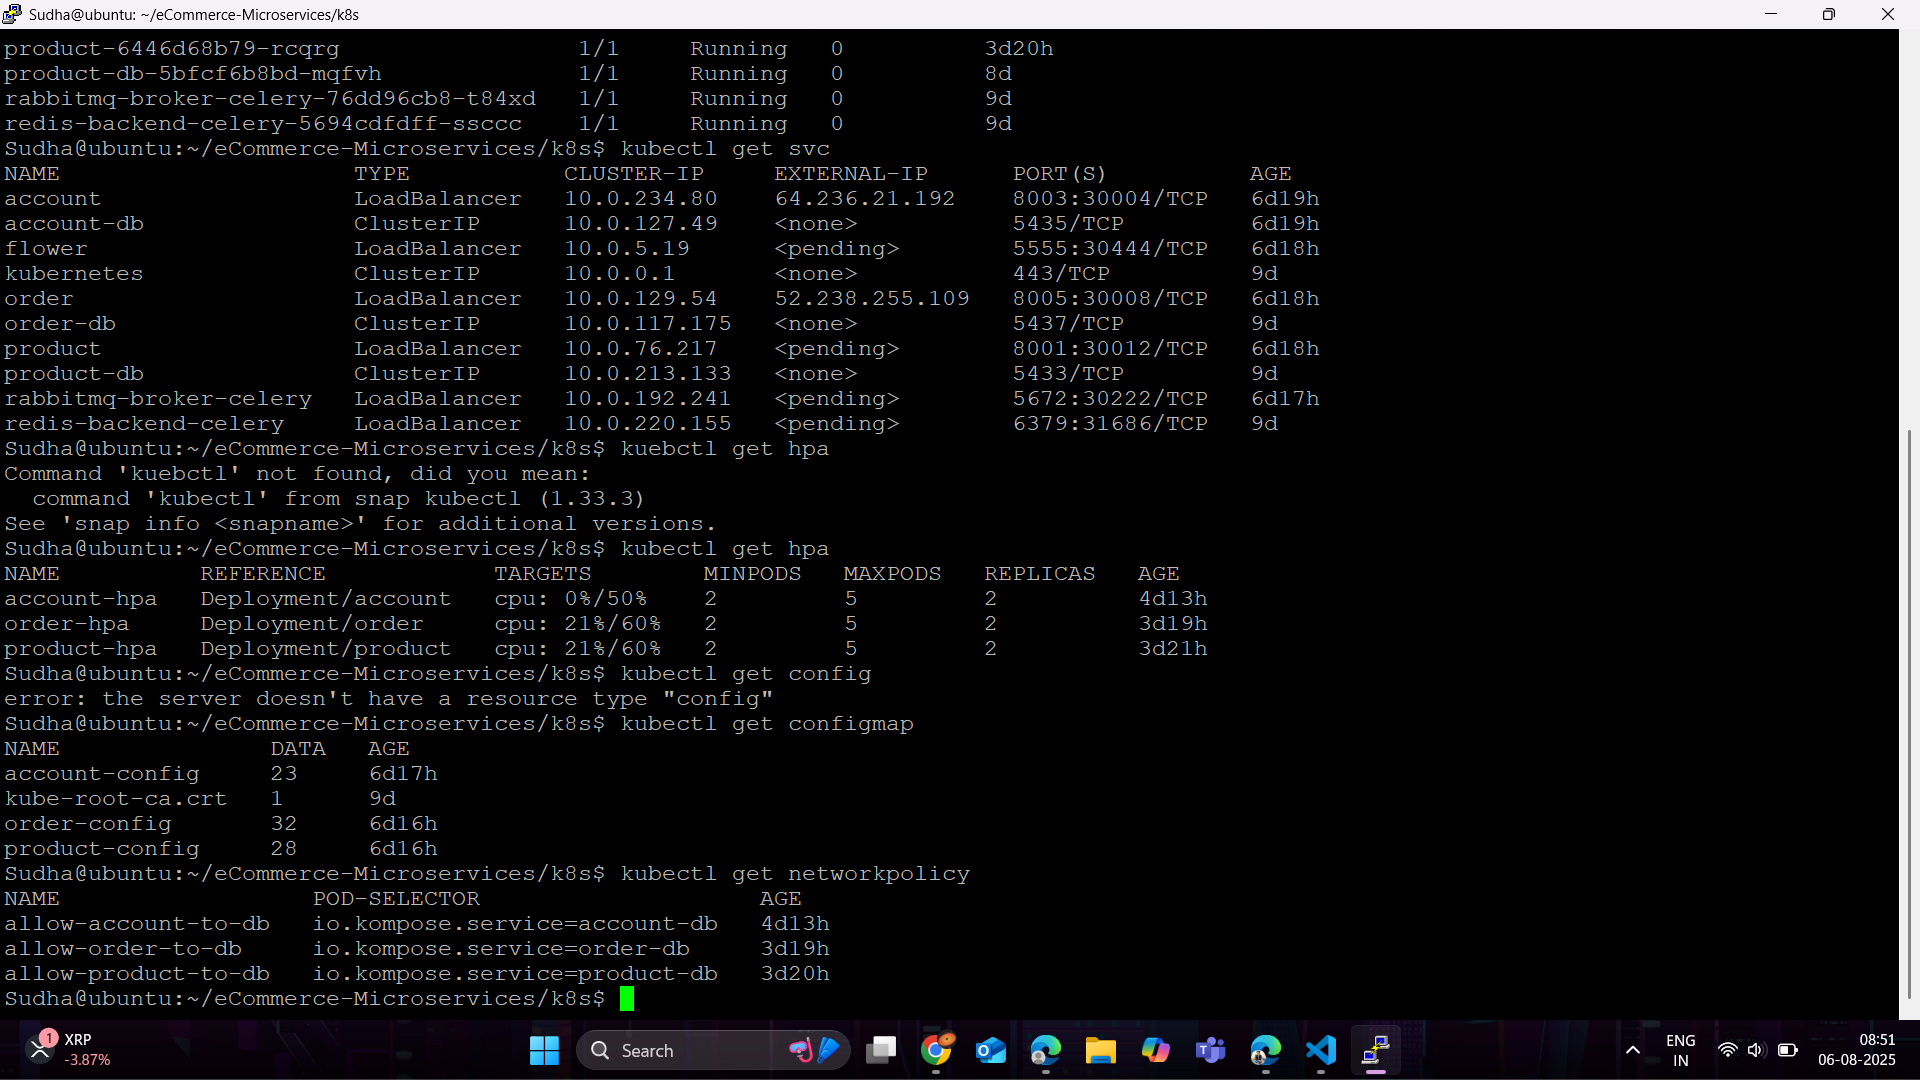 Sudha@ubuntu: ~/eCommerce-Microservices/k8s
product-6446d68b79-rcqrg 1/1 Running 0 3d20h
product-db-5bfcf6b8bd-mqfvh 1/1 Running 0 8d
rabbitmq-broker-celery-76dd96cb8-t84xd 1/1 Running 0 9d
redis-backend-celery-5694cdfdff-ssccc 1/1 Running 0 9d
Sudha@ubuntu:~/eCommerce-Microservices/k8s$ kubectl get svc
NAME TYPE CLUSTER-IP EXTERNAL-IP PORT(S) AGE
account LoadBalancer 10.0.234.80 64.236.21.192 8003:30004/TCP 6d19h
account-db ClusterIP 10.0.127.49 <none> 5435/TCP 6d19h
flower LoadBalancer 10.0.5.19 <pending> 5555:30444/TCP 6d18h
kubernetes ClusterIP 10.0.0.1 <none> 443/TCP 9d
order LoadBalancer 10.0.129.54 52.238.255.109 8005:30008/TCP 6d18h
order-db ClusterIP 10.0.117.175 <none> 5437/TCP 9d
product LoadBalancer 10.0.76.217 <pending> 8001:30012/TCP 6d18h
product-db ClusterIP 10.0.213.133 <none> 5433/TCP 9d
rabbitmq-broker-celery LoadBalancer 10.0.192.241 <pending> 5672:30222/TCP 6d17h
redis-backend-celery LoadBalancer 10.0.220.155 <pending> 6379:31686/TCP 9d
Sudha@ubuntu:~/eCommerce-Microservices/k8s$ kuebctl get hpa
Command 'kuebctl' not found, did you mean:
command 'kubectl' from snap kubectl (1.33.3)
See 'snap info <snapname>' for additional versions.
Sudha@ubuntu:~/eCommerce-Microservices/k8s$ kubectl get hpa
NAME REFERENCE TARGETS MINPODS MAXPODS REPLICAS AGE
account-hpa Deployment/account cpu: 0%/50% 2 5 2 4d13h
order-hpa Deployment/order cpu: 21%/60% 2 5 2 3d19h
product-hpa Deployment/product cpu: 21%/60% 2 5 2 3d21h
Sudha@ubuntu:~/eCommerce-Microservices/k8s$ kubectl get config
error: the server doesn't have a resource type "config"
Sudha@ubuntu:~/eCommerce-Microservices/k8s$ kubectl get configmap
NAME DATA AGE
account-config 23 6d17h
kube-root-ca.crt 1 9d
order-config 32 6d16h
product-config 28 6d16h
Sudha@ubuntu:~/eCommerce-Microservices/k8s$ kubectl get networkpolicy
NAME POD-SELECTOR AGE
allow-account-to-db io.kompose.service=account-db 4d13h
allow-order-to-db io.kompose.service=order-db 3d19h
allow-product-to-db io.kompose.service=product-db 3d20h
Sudha@ubuntu:~/eCommerce-Microservices/k8s$
1
XRP
-3.87%
Search
ENG
IN
08:51
06-08-2025